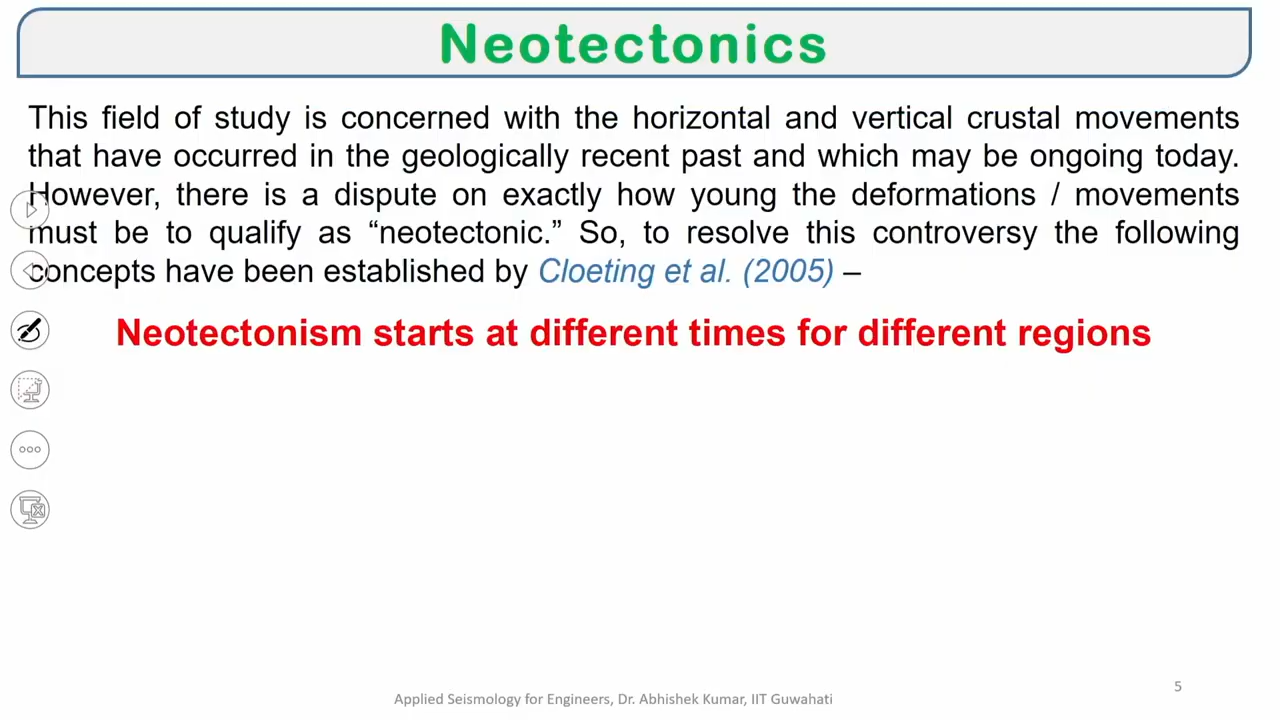 Neotectonics
This field of study is concerned with the horizontal and vertical crustal movements
that have occurred in the geologically recent past and which may be ongoing today.
However, there is a dispute on exactly how young the deformations / movements
must be to qualify as “neotectonic.” So, to resolve this controversy the following
concepts have been established by Cloeting et al. (2005) –
Neotectonism starts at different times for different regions
Applied Seismology for Engineers, Dr. Abhishek Kumar, IIT Guwahati
5